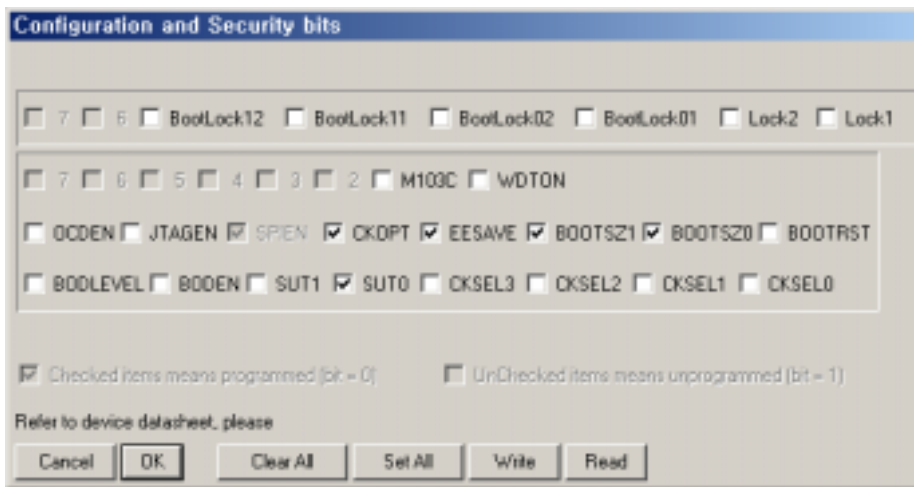 Configuration and Security bits
7 6 BootLock12 BootLock11 BootLock02 BootLock01 Lock2 Lock1
7 6 5 4 3 2 M103C WDTON
OCDEN JTAGEN SPIEN CKOPT EESAVE BOOTSZ1 BOOTSZ0 BOOTRST
BODLEVEL BODEN SUT1 SUT0 CKSEL3 CKSEL2 CKSEL1 CKSEL0
Checked items means programmed (bit = 0) UnChecked items means unprogrammed (bit = 1)
Refer to device datasheet, please
Cancel OK Clear All Set All Write Read